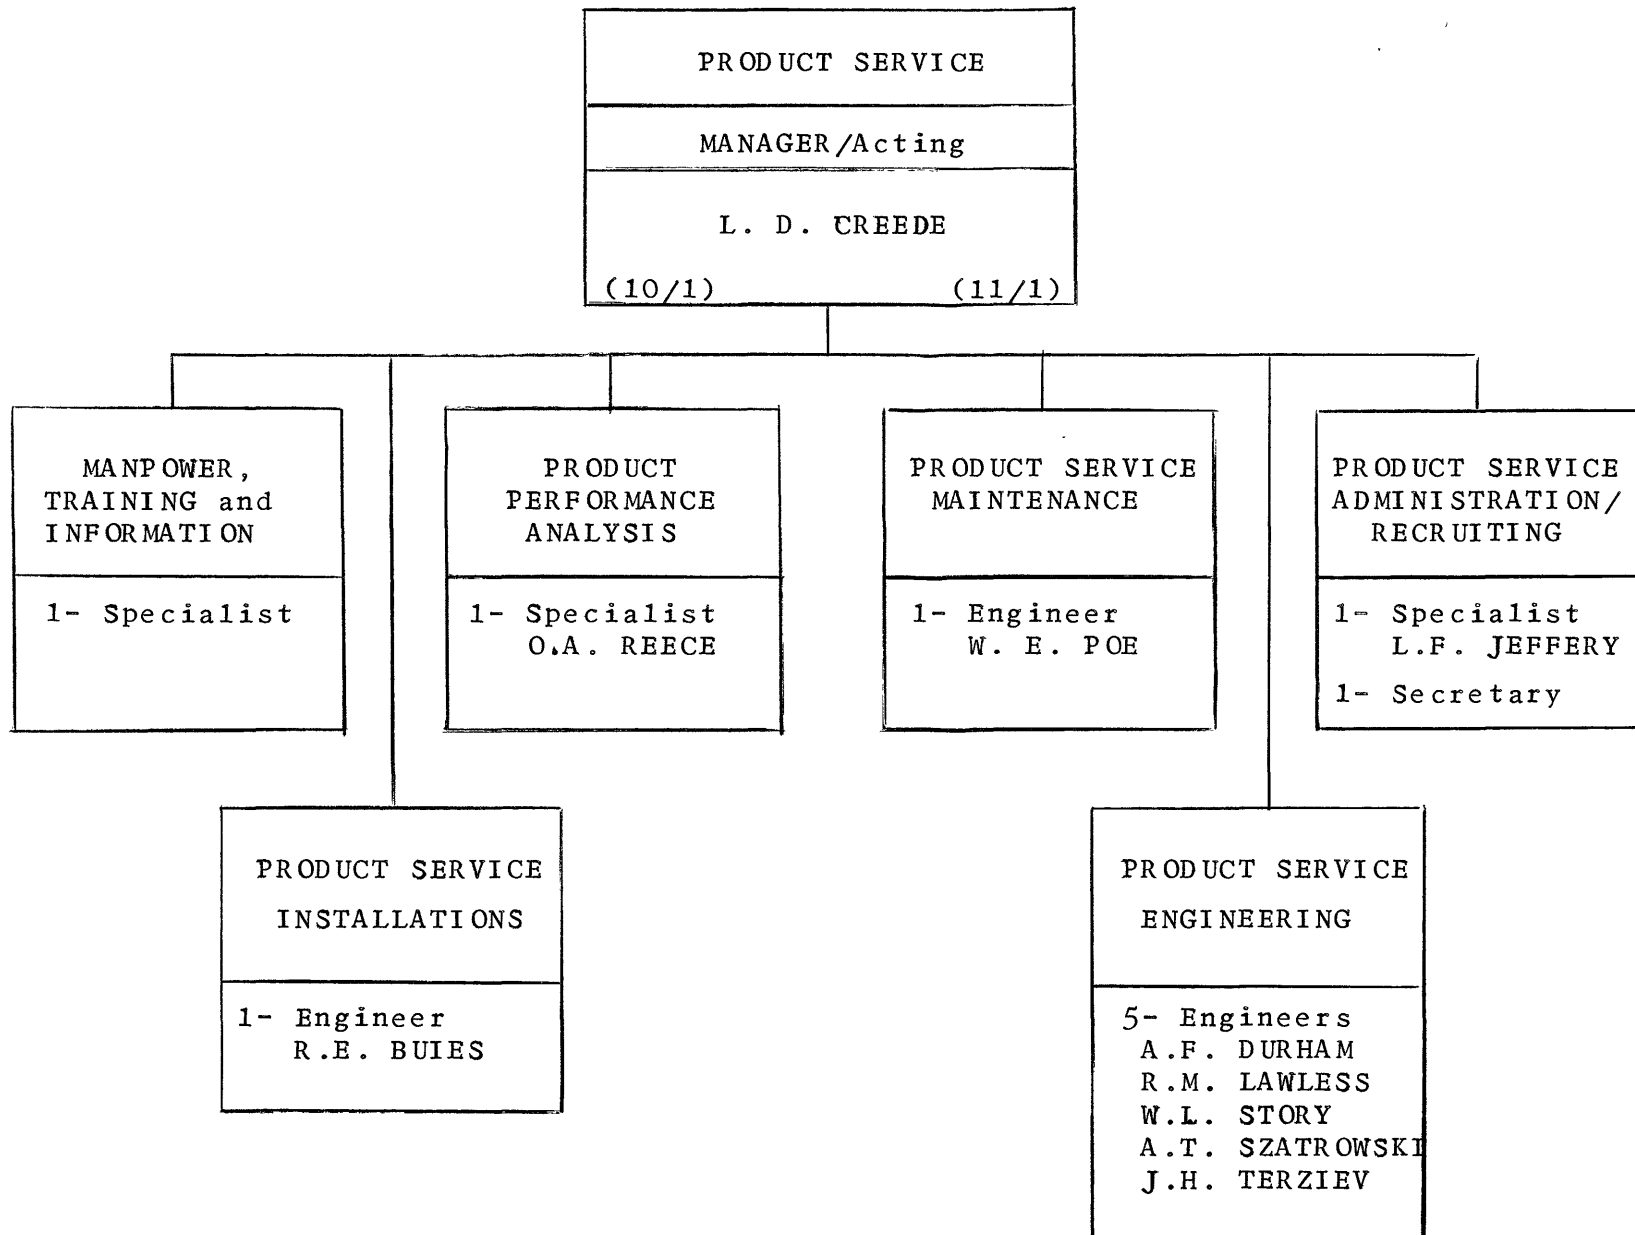 PRODUCT SERVICE
MANAGER/Acting
L. D. CREEDE
(10/1) (11/1)
MANPOWER,
TRAINING and
INFORMATION
1- Specialist
PRODUCT
PERFORMANCE
ANALYSIS
1- Specialist
O.A. REECE
PRODUCT SERVICE
MAINTENANCE
1- Engineer
W. E. POE
PRODUCT SERVICE
ADMINISTRATION/
RECRUITING
1- Specialist
L.F. JEFFERY
1- Secretary
PRODUCT SERVICE
INSTALLATIONS
1- Engineer
R.E. BUIES
PRODUCT SERVICE
ENGINEERING
5- Engineers
A.F. DURHAM
R.M. LAWLESS
W.L. STORY
A.T. SZATROWSKI
J.H. TERZIEV